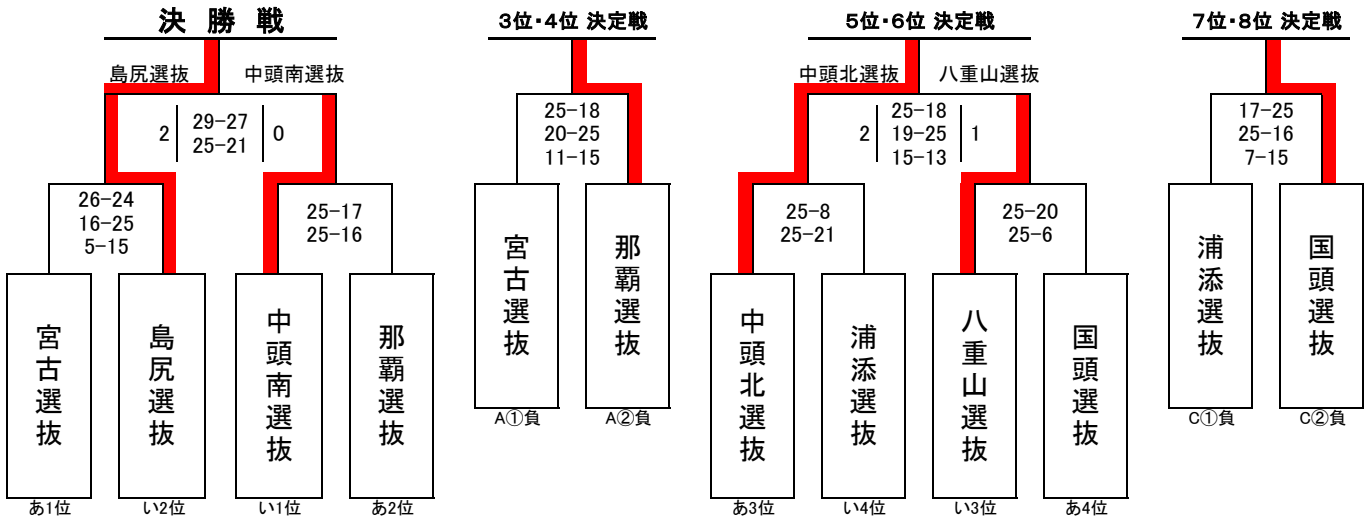 決勝戦
島尻選抜 中頭南選抜
2 29-27 0
25-21
26-24
16-25
5-15
25-17
25-16
宮古選抜
島尻選抜
中頭南選抜
那覇選抜
あ1位 い2位 い1位 あ2位
3位・4位 決定戦
25-18
20-25
11-15
宮古選抜
那覇選抜
A①負 A②負
5位・6位 決定戦
中頭北選抜 八重山選抜
25-18
2 19-25 1
15-13
25-8
25-21
25-20
25-6
中頭北選抜
浦添選抜
八重山選抜
国頭選抜
あ3位 い4位 い3位 あ4位
7位・8位 決定戦
17-25
25-16
7-15
浦添選抜
国頭選抜
C①負 C②負